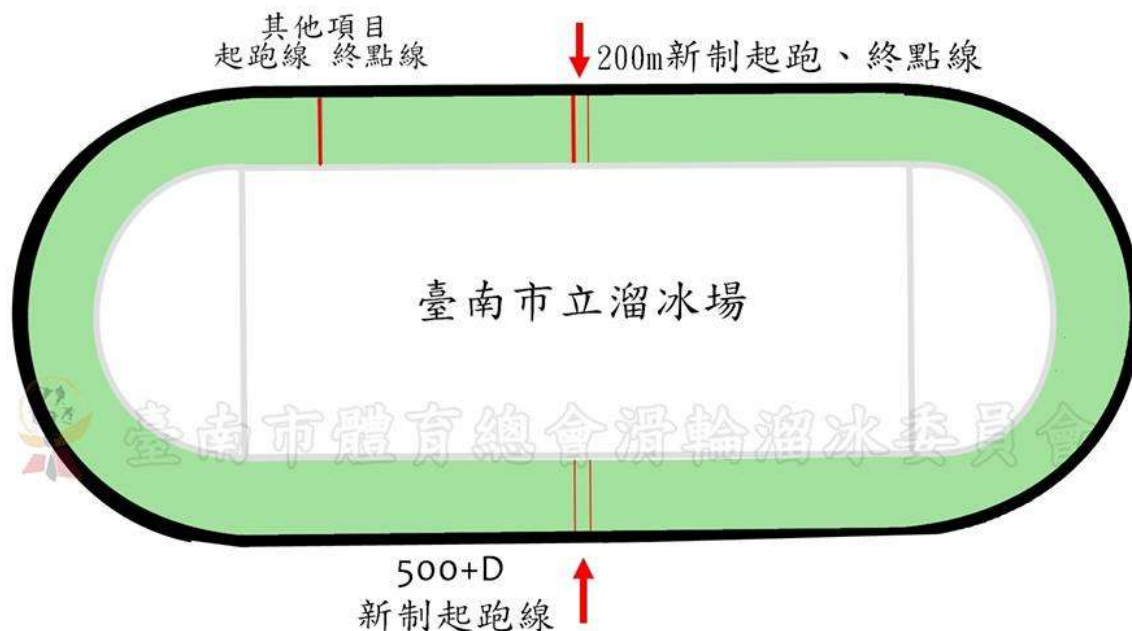 其他項目
起跑線 終點線
200m新制起跑、終點線
臺南市立溜冰場
臺南市體育總會滑輪溜冰委員會
500+D
新制起跑線